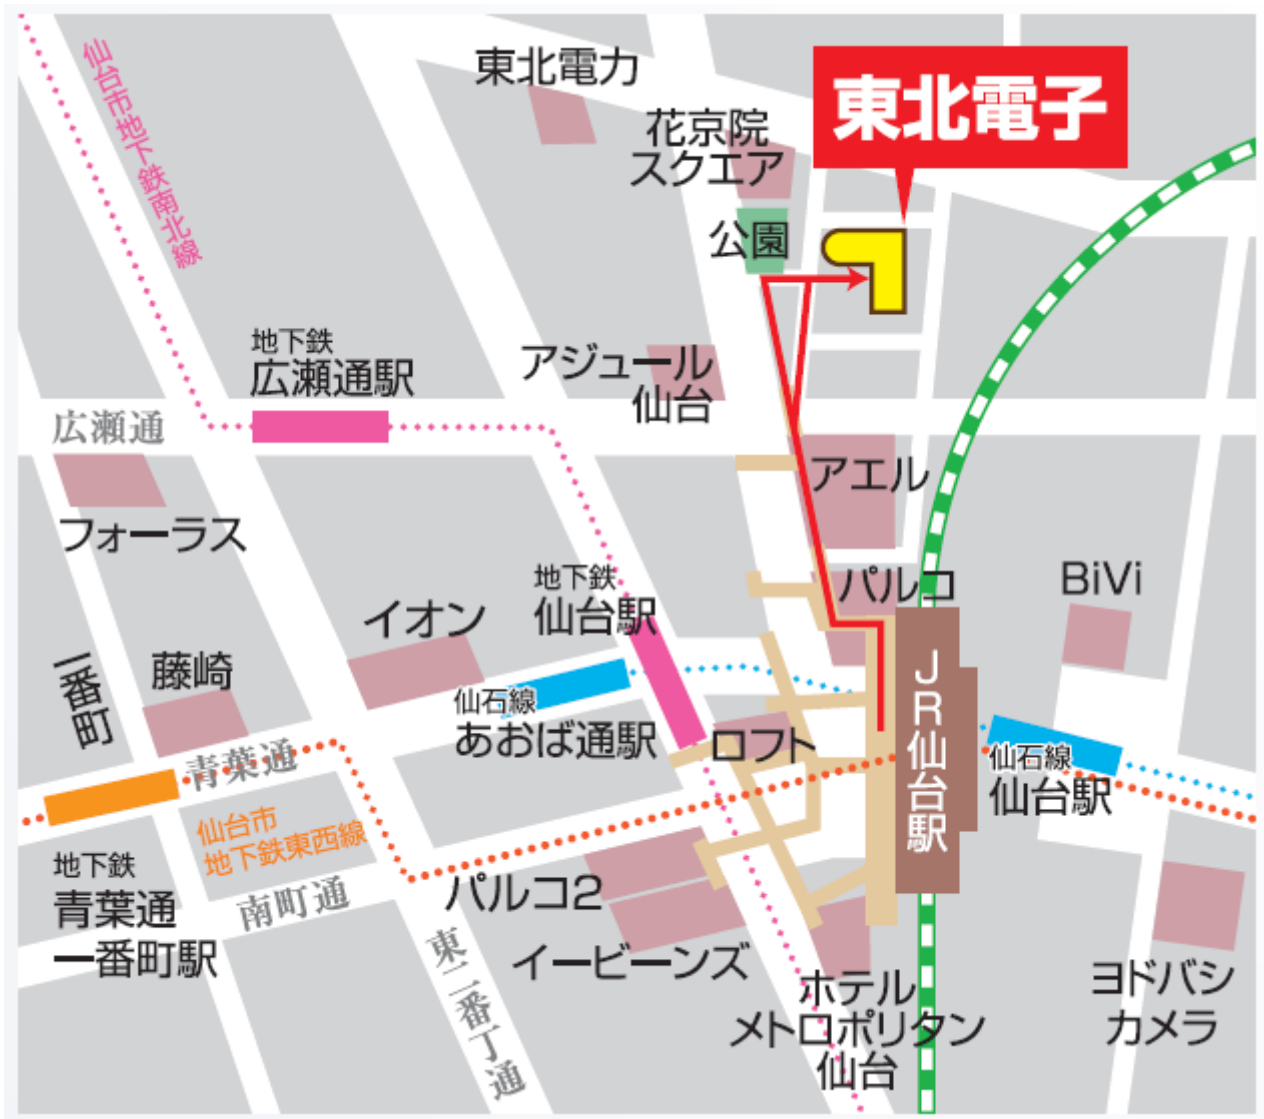 仙台市地下鉄南北線
東北電力
花京院
スクエア
東北電子
公園
地下鉄
広瀬通駅
アジュール
仙台
広瀬通
アエル
フォーラス
地下鉄
仙台駅
パルコ
BiVi
イオン
一番町
藤崎
仙石線
あおば通駅
ロフト
JR仙台駅
仙石線
仙台駅
青葉通
仙台市
地下鉄東西線
地下鉄
青葉通
一番町駅
南町通
パルコ2
イービーンズ
東二番丁通
ホテル
メトロポリタン
仙台
ヨドバシ
カメラ